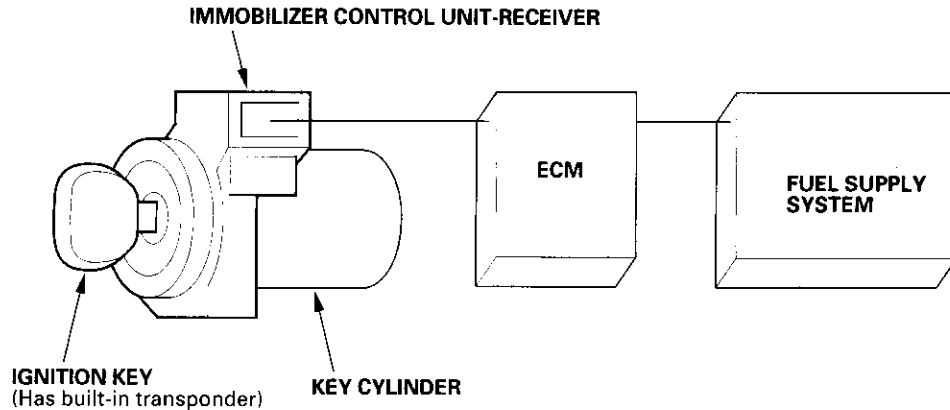 IMMOBILIZER CONTROL UNIT-RECEIVER
ECM
FUEL SUPPLY
SYSTEM
IGNITION KEY
(Has built-in transponder)
KEY CYLINDER